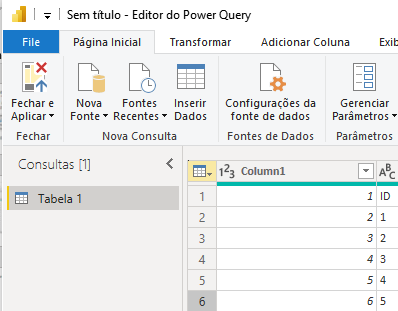 Sem título - Editor do Power Query
File Página Inicial Transformar Adicionar Coluna Exib
Fechar e Aplicar Nova Fonte Fontes Recentes Inserir Dados Configurações da fonte de dados Gerenciar Parâmetros
Fechar Nova Consulta Fontes de Dados Parâmetros
Consultas [1]
Tabela 1
123 Column1 ABC
1 1 ID
2 2 1
3 3 2
4 4 3
5 5 4
6 6 5